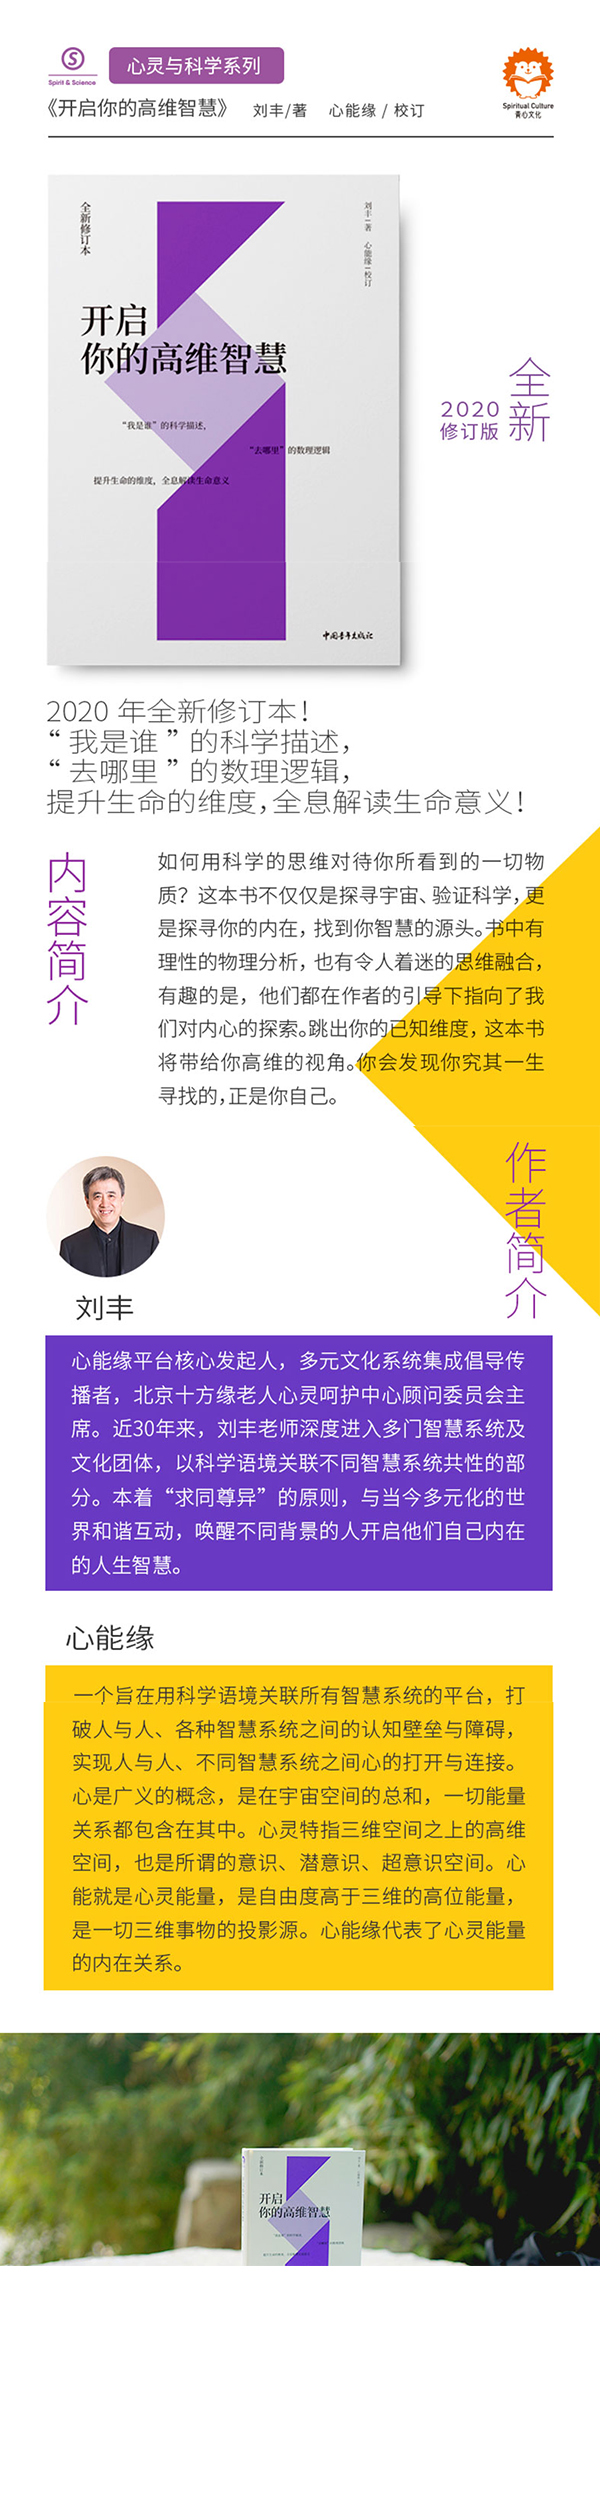 Spirit & Science
心灵与科学系列
Spiritual Culture
青心文化
《开启你的高维智慧》 刘丰/著 心能缘 / 校订
全新修订本
刘丰|著 心能缘|校订
开启
你的高维智慧
“我是谁”的科学描述，
“去哪里”的数理逻辑
提升生命的维度，全息解读生命意义
中国青年出版社
全新
2020
修订版
2020 年全新修订本！
“我是谁”的科学描述，
“去哪里”的数理逻辑，
提升生命的维度，全息解读生命意义！
内容简介
如何用科学的思维对待你所看到的一切物
质？这本书不仅仅是探寻宇宙、验证科学，更
是探寻你的内在，找到你智慧的源头。书中有
理性的物理分析，也有令人着迷的思维融合，
有趣的是，他们都在作者的引导下指向了我
们对内心的探索。跳出你的已知维度，这本书
将带给你高维的视角。你会发现你究其一生
寻找的，正是你自己。
作者简介
刘丰
心能缘平台核心发起人，多元文化系统集成倡导传
播者，北京十方缘老人心灵呵护中心顾问委员会主
席。近30年来，刘丰老师深度进入多门智慧系统及
文化团体，以科学语境关联不同智慧系统共性的部
分。本着“求同尊异”的原则，与当今多元化的世
界和谐互动，唤醒不同背景的人开启他们自己内在
的人生智慧。
心能缘
一个旨在用科学语境关联所有智慧系统的平台，打
破人与人、各种智慧系统之间的认知壁垒与障碍，
实现人与人、不同智慧系统之间心的打开与连接。
心是广义的概念，是在宇宙空间的总和，一切能量
关系都包含在其中。心灵特指三维空间之上的高维
空间，也是所谓的意识、潜意识、超意识空间。心
能就是心灵能量，是自由度高于三维的高位能量，
是一切三维事物的投影源。心能缘代表了心灵能量
的内在关系。
开启
你的高维智慧